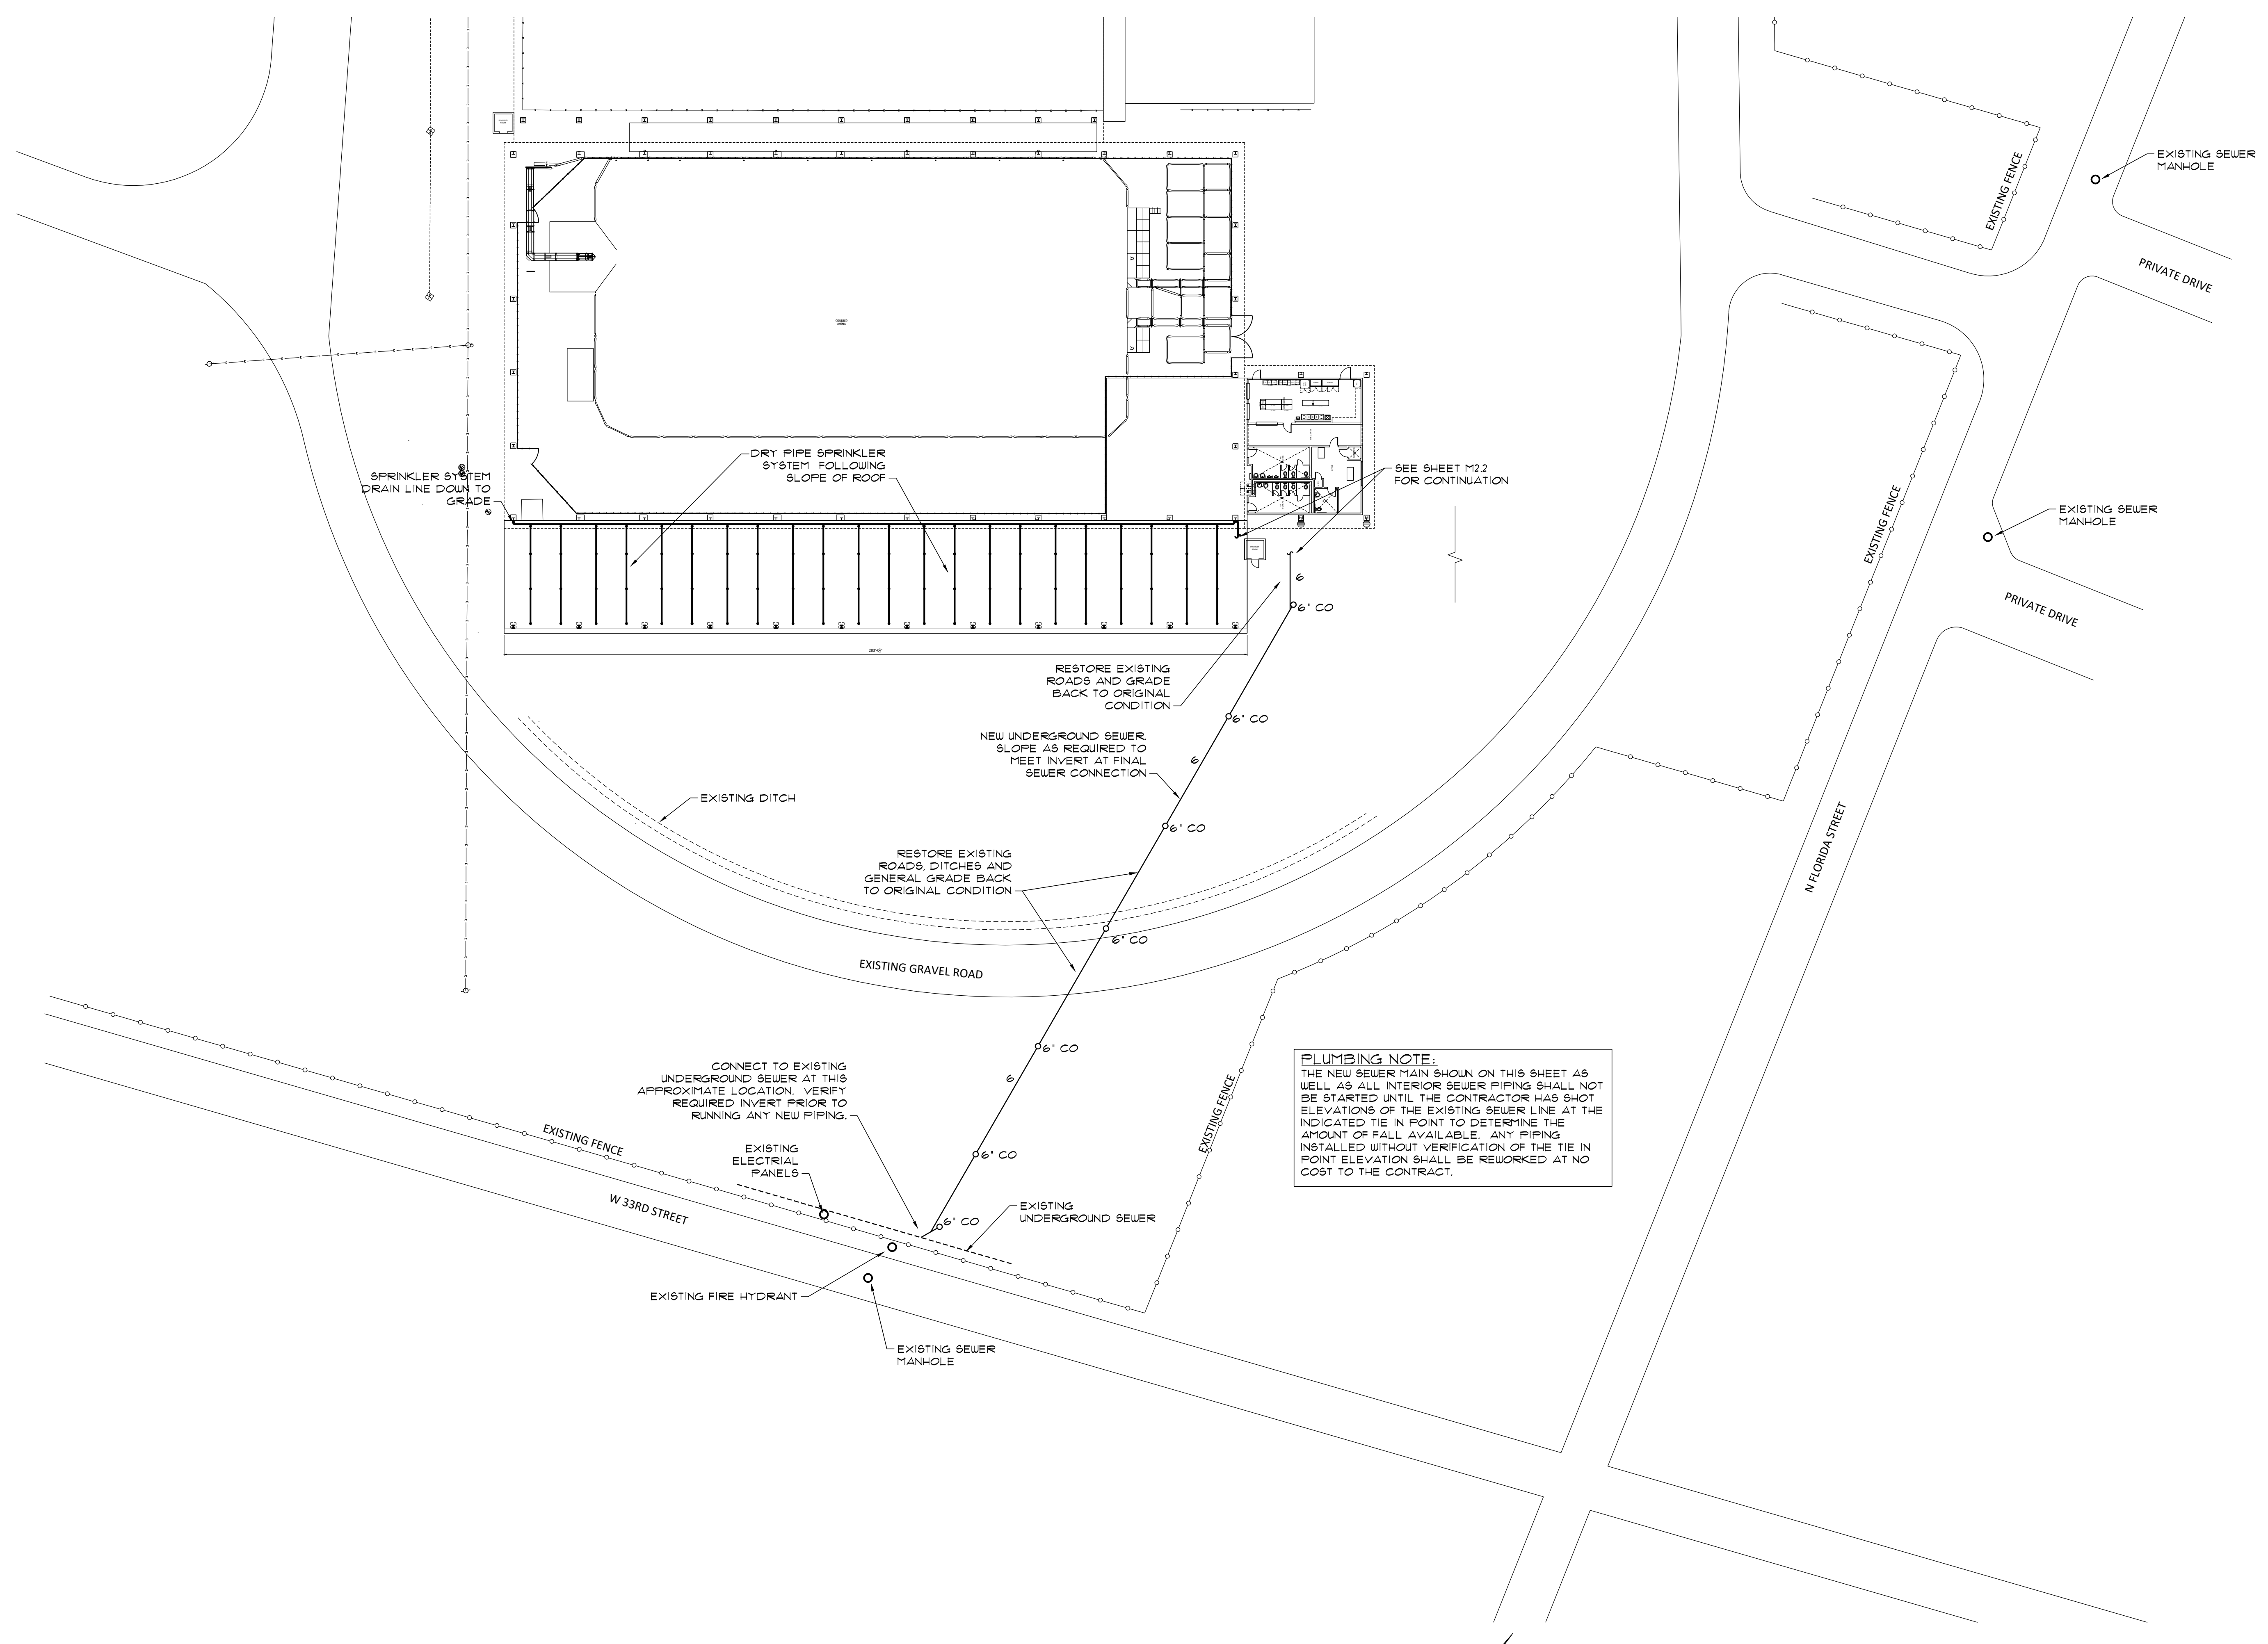 EXISTING SEWER
MANHOLE
EXISTING FENCE
PRIVATE DRIVE
DRY PIPE SPRINKLER
SYSTEM FOLLOWING
SLOPE OF ROOF
SPRINKLER SYSTEM
DRAIN LINE DOWN TO
GRADE
SEE SHEET M2.2
FOR CONTINUATION
EXISTING FENCE
EXISTING SEWER
MANHOLE
PRIVATE DRIVE
6
6" CO
RESTORE EXISTING
ROADS AND GRADE
BACK TO ORIGINAL
CONDITION
6" CO
NEW UNDERGROUND SEWER.
SLOPE AS REQUIRED TO
MEET INVERT AT FINAL
SEWER CONNECTION
6
EXISTING DITCH
6" CO
N FLORIDA STREET
RESTORE EXISTING
ROADS, DITCHES AND
GENERAL GRADE BACK
TO ORIGINAL CONDITION
6" CO
EXISTING GRAVEL ROAD
6" CO
6
CONNECT TO EXISTING
UNDERGROUND SEWER AT THIS
APPROXIMATE LOCATION. VERIFY
REQUIRED INVERT PRIOR TO
RUNNING ANY NEW PIPING.
PLUMBING NOTE:
THE NEW SEWER MAIN SHOWN ON THIS SHEET AS
WELL AS ALL INTERIOR SEWER PIPING SHALL NOT
BE STARTED UNTIL THE CONTRACTOR HAS SHOT
ELEVATIONS OF THE EXISTING SEWER LINE AT THE
INDICATED TIE IN POINT TO DETERMINE THE
AMOUNT OF FALL AVAILABLE. ANY PIPING
INSTALLED WITHOUT VERIFICATION OF THE TIE IN
POINT ELEVATION SHALL BE REWORKED AT NO
COST TO THE CONTRACT.
EXISTING FENCE
EXISTING FENCE
6" CO
EXISTING
ELECTRIAL
PANELS
W 33RD STREET
6" CO
EXISTING
UNDERGROUND SEWER
EXISTING FIRE HYDRANT
EXISTING SEWER
MANHOLE